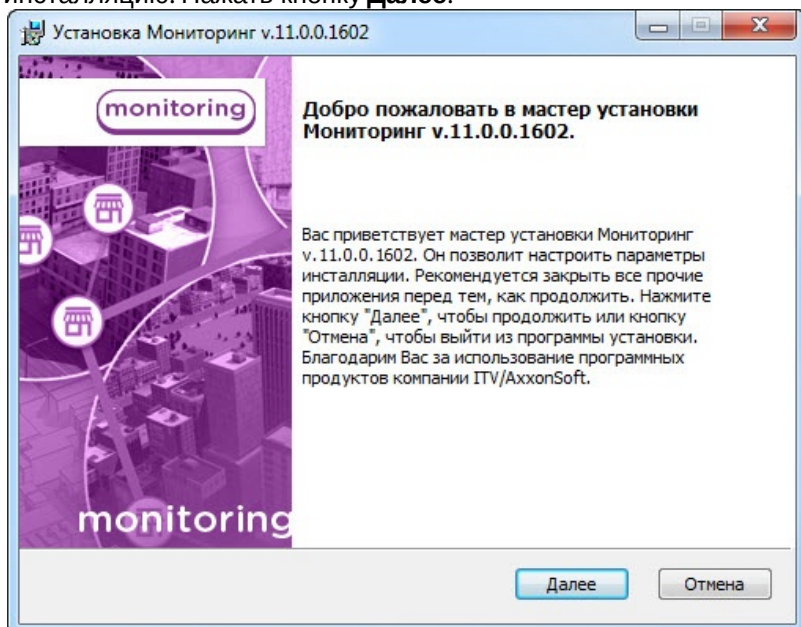 инсталляцию. Нажать кнопку Далее.
Установка Мониторинг v.11.0.0.1602
monitoring
Добро пожаловать в мастер установки
Мониторинг v.11.0.0.1602.
Вас приветствует мастер установки Мониторинг
v.11.0.0.1602. Он позволит настроить параметры
инсталляции. Рекомендуется закрыть все прочие
приложения перед тем, как продолжить. Нажмите
кнопку "Далее", чтобы продолжить или кнопку
"Отмена", чтобы выйти из программы установки.
Благодарим Вас за использование программных
продуктов компании ITV/AxxonSoft.
monitoring
Далее
Отмена